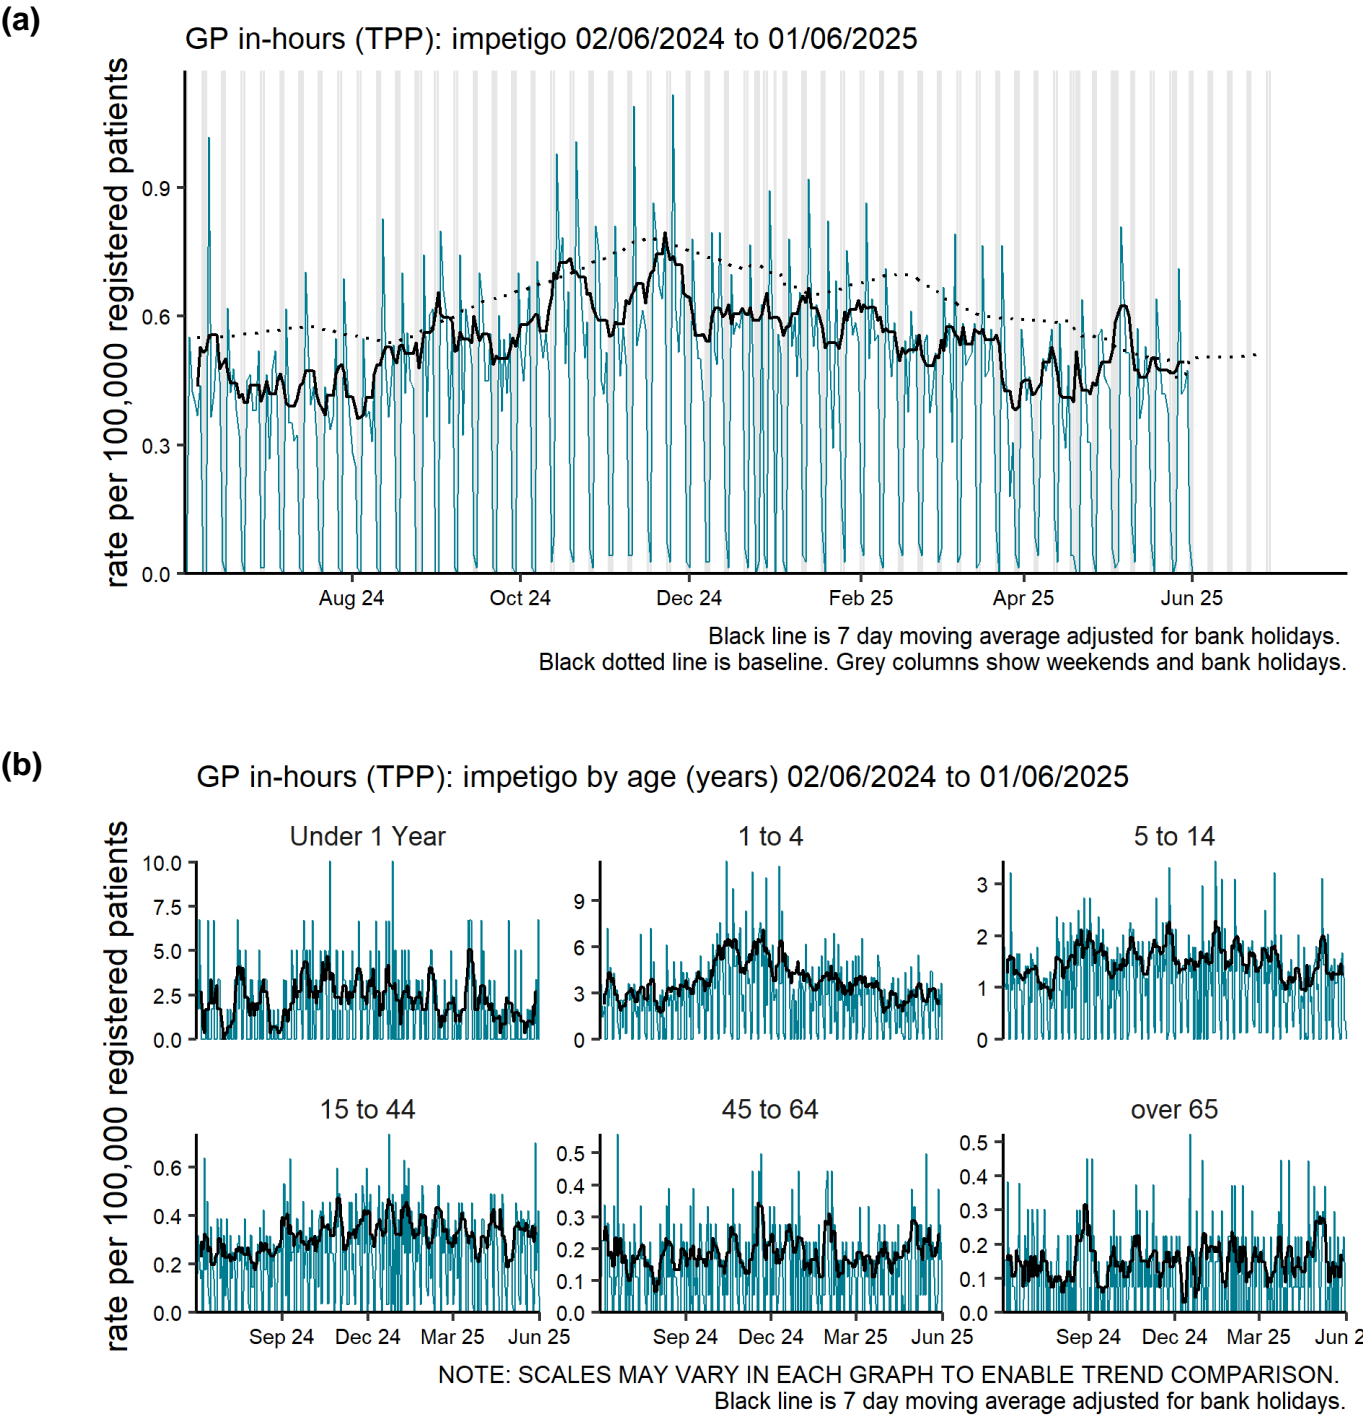 (a)
GP in-hours (TPP): impetigo 02/06/2024 to 01/06/2025
rate per 100,000 registered patients
0.9
0.6
0.3
0.0
Aug 24 Oct 24 Dec 24 Feb 25 Apr 25 Jun 25
Black line is 7 day moving average adjusted for bank holidays.
Black dotted line is baseline. Grey columns show weekends and bank holidays.
(b)
GP in-hours (TPP): impetigo by age (years) 02/06/2024 to 01/06/2025
rate per 100,000 registered patients
Under 1 Year
10.0
7.5
5.0
2.5
0.0
1 to 4
9
6
3
0
5 to 14
3
2
1
0
15 to 44
0.6
0.4
0.2
0.0
Sep 24 Dec 24 Mar 25 Jun 25
45 to 64
0.5
0.4
0.3
0.2
0.1
0.0
Sep 24 Dec 24 Mar 25 Jun 25
over 65
0.5
0.4
0.3
0.2
0.1
0.0
Sep 24 Dec 24 Mar 25 Jun 2
NOTE: SCALES MAY VARY IN EACH GRAPH TO ENABLE TREND COMPARISON.
Black line is 7 day moving average adjusted for bank holidays.